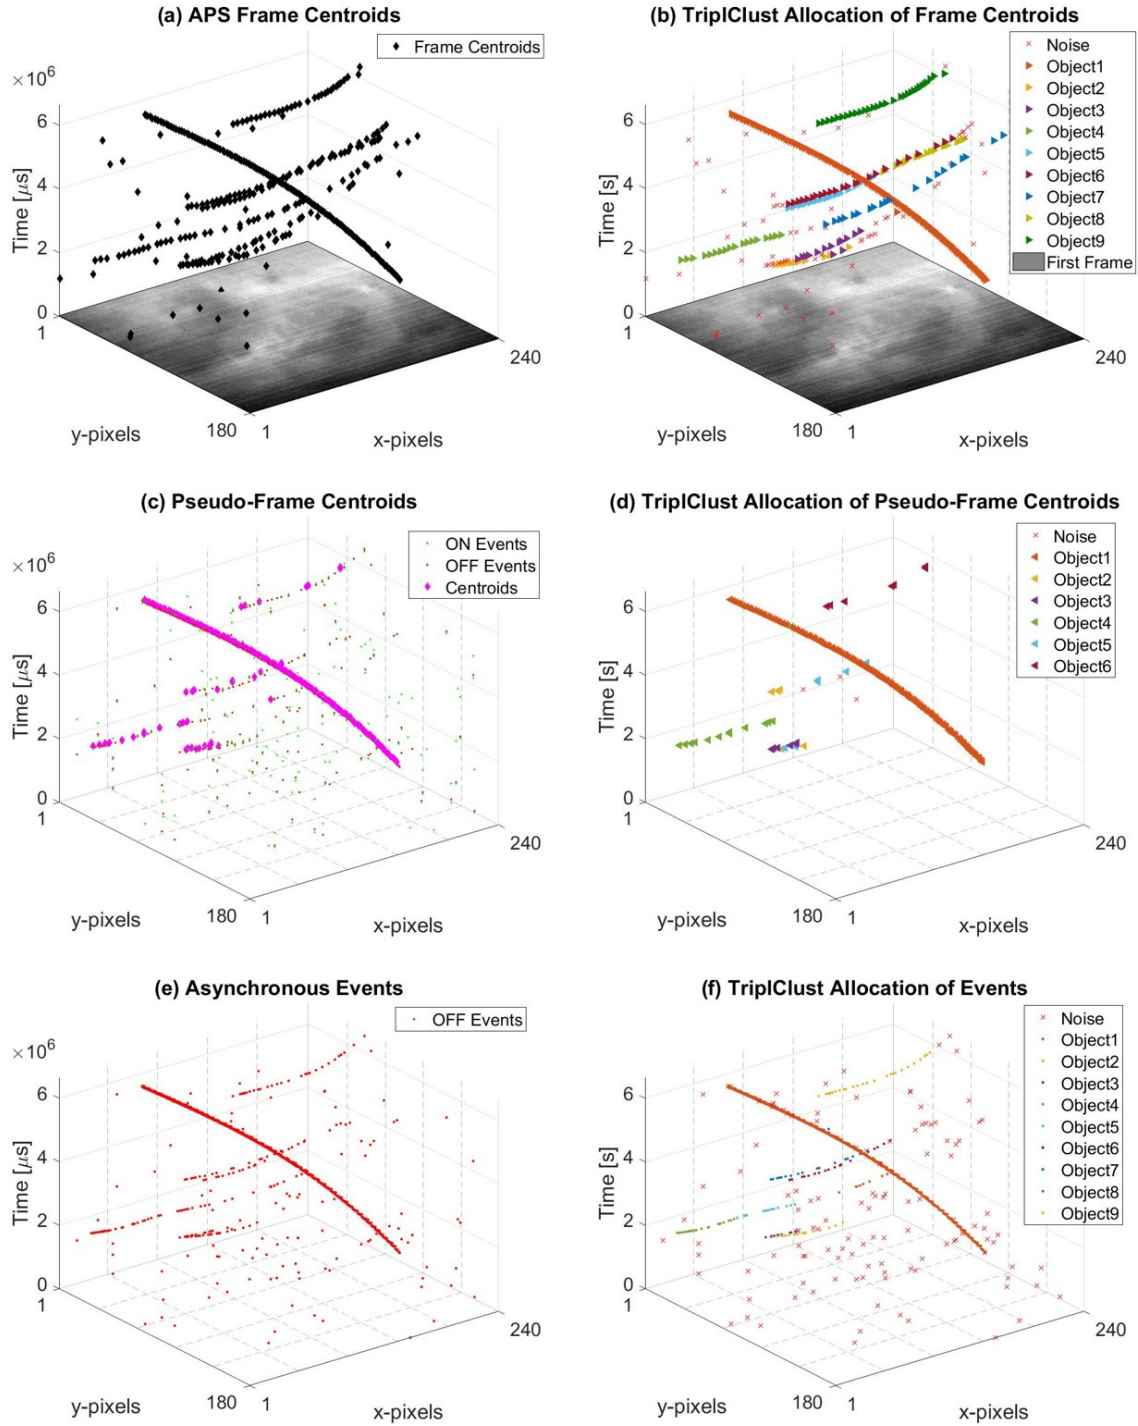 (a) APS Frame Centroids
×10⁶
Frame Centroids
6
4
2
0
1
Time [μs]
y-pixels
180
1
x-pixels
240
(b) TriplClust Allocation of Frame Centroids
Noise
Object1
Object2
Object3
Object4
Object5
Object6
Object7
Object8
Object9
First Frame
6
4
2
0
1
Time [s]
y-pixels
180
1
x-pixels
240
(c) Pseudo-Frame Centroids
×10⁶
ON Events
OFF Events
Centroids
6
4
2
0
1
Time [μs]
y-pixels
180
1
x-pixels
240
(d) TriplClust Allocation of Pseudo-Frame Centroids
Noise
Object1
Object2
Object3
Object4
Object5
Object6
6
4
2
0
1
Time [s]
y-pixels
180
1
x-pixels
240
(e) Asynchronous Events
×10⁶
OFF Events
6
4
2
0
1
Time [μs]
y-pixels
180
1
x-pixels
240
(f) TriplClust Allocation of Events
Noise
Object1
Object2
Object3
Object4
Object5
Object6
Object7
Object8
Object9
6
4
2
0
1
Time [s]
y-pixels
180
1
x-pixels
240